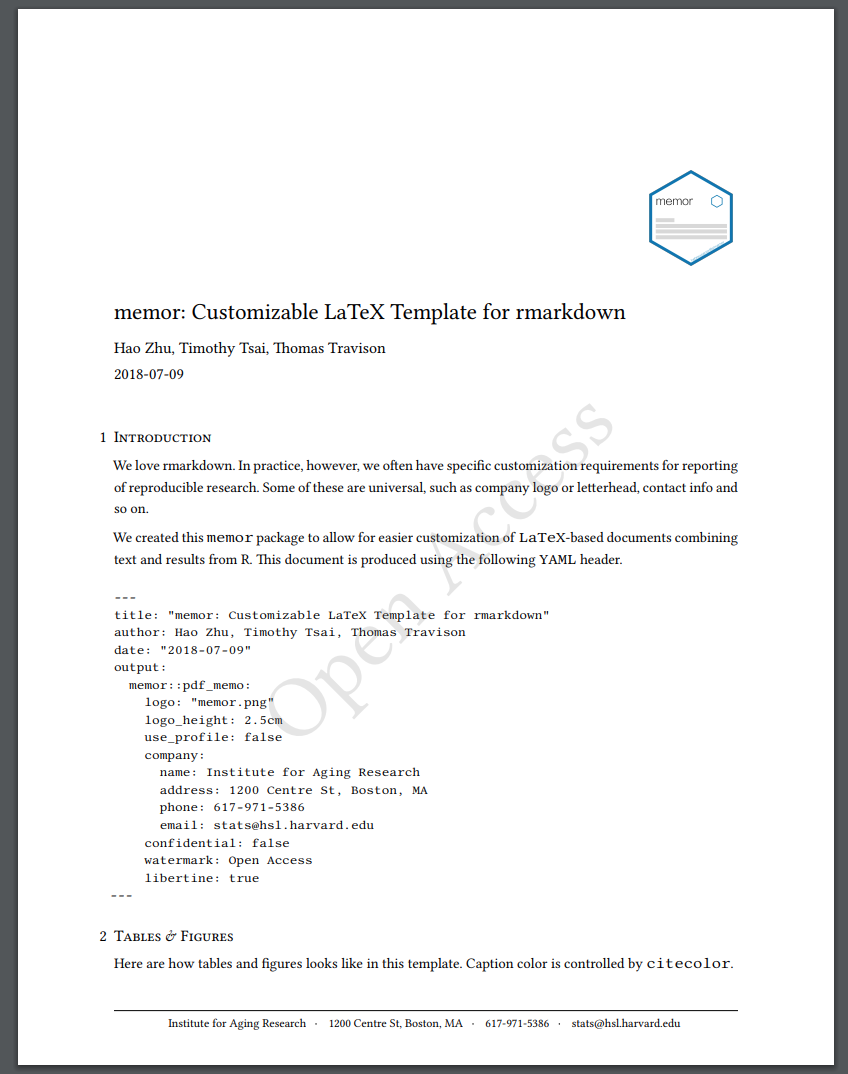 memor
memor: Customizable LaTeX Template for rmarkdown
Hao Zhu, Timothy Tsai, Thomas Travison
2018-07-09
1 Introduction
We love rmarkdown. In practice, however, we often have specific customization requirements for reporting
of reproducible research. Some of these are universal, such as company logo or letterhead, contact info and
so on.
We created this memor package to allow for easier customization of LaTeX-based documents combining
text and results from R. This document is produced using the following YAML header.
---
title: "memor: Customizable LaTeX Template for rmarkdown"
author: Hao Zhu, Timothy Tsai, Thomas Travison
date: "2018-07-09"
output:
  memor::pdf_memo:
    logo: "memor.png"
    logo_height: 2.5cm
    use_profile: false
    company:
      name: Institute for Aging Research
      address: 1200 Centre St, Boston, MA
      phone: 617-971-5386
      email: stats@hsl.harvard.edu
    confidential: false
    watermark: Open Access
    libertine: true
---
Open Access
2 Tables & Figures
Here are how tables and figures looks like in this template. Caption color is controlled by citecolor.
Institute for Aging Research · 1200 Centre St, Boston, MA · 617-971-5386 · stats@hsl.harvard.edu